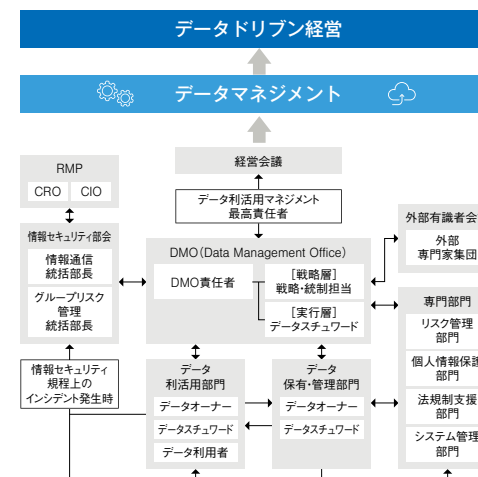 データドリブン経営
データマネジメント
経営会議
RMP
CRO
CIO
データ利活用マネジメント
最高責任者
情報セキュリティ部会
情報通信
統括部長
グループリスク
管理
統括部長
DMO(Data Management Office)
DMO責任者
[戦略層]
戦略・統制担当
[実行層]
データスチュワード
外部有識者会
外部
専門家集団
専門部門
リスク管理
部門
個人情報保護
部門
法規制支援
部門
システム管理
部門
情報セキュリティ
規程上の
インシデント発生時
データ
利活用部門
データオーナー
データスチュワード
データ利用者
データ
保有・管理部門
データオーナー
データスチュワード